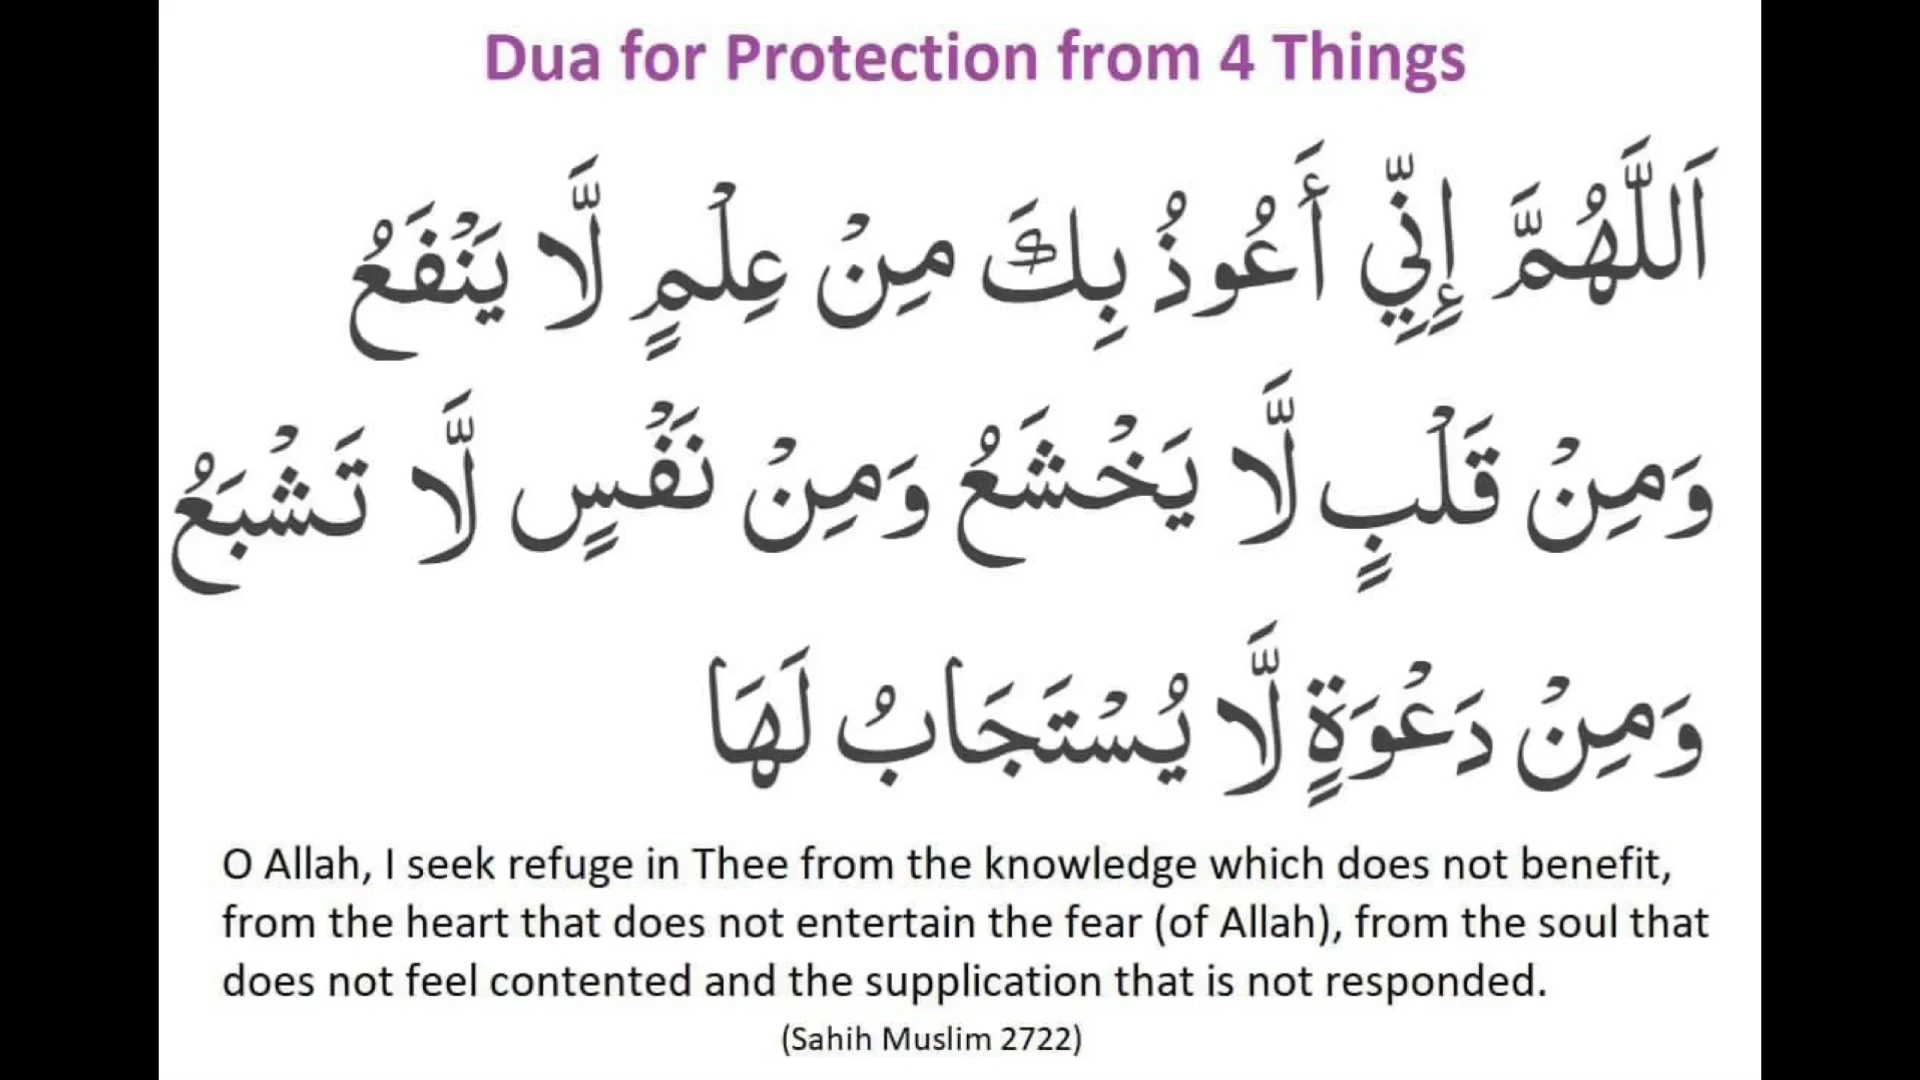 Dua for Protection from 4 Things
اَللَّهُمَّ إِنِّي أَعُوذُ بِكَ مِنْ عِلْمٍ لَّا يَنْفَعُ
وَمِنْ قَلْبٍ لَّا يَخْشَعُ وَمِنْ نَفْسٍ لَّا تَشْبَعُ
وَمِنْ دَعْوَةٍ لَّا يُسْتَجَابُ لَهَا
O Allah, I seek refuge in Thee from the knowledge which does not benefit,
from the heart that does not entertain the fear (of Allah), from the soul that
does not feel contented and the supplication that is not responded.
(Sahih Muslim 2722)